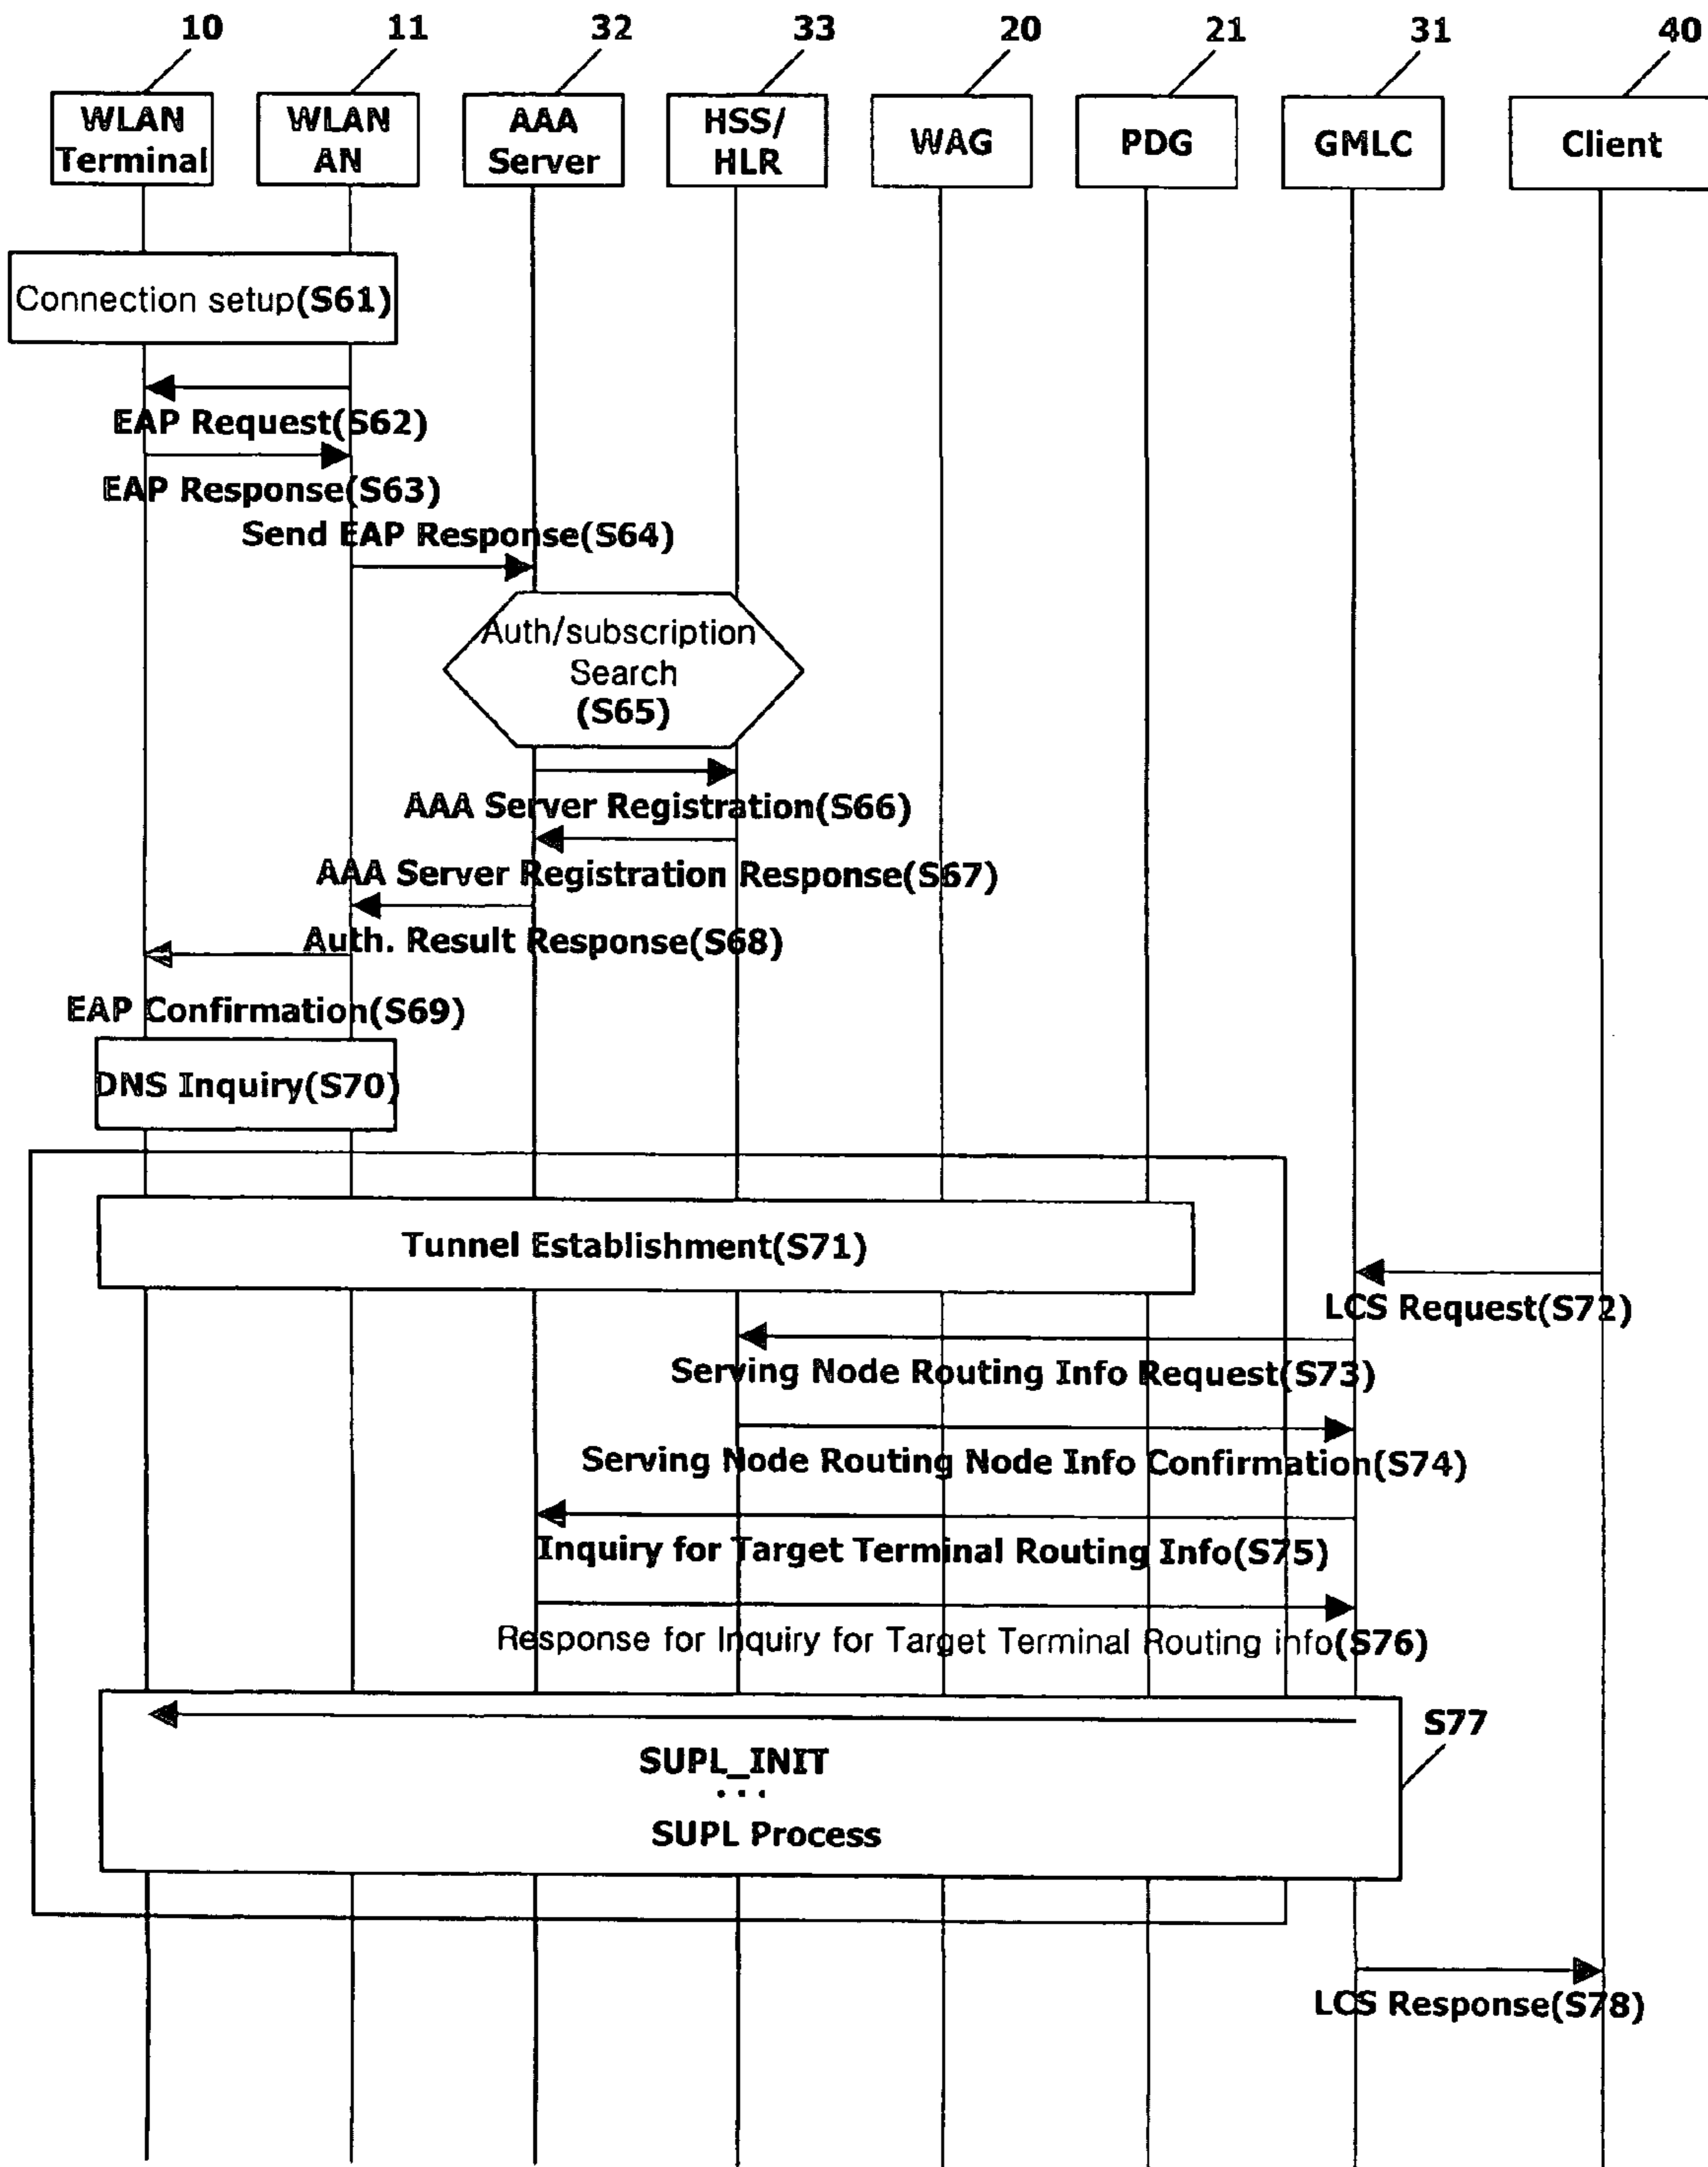 10
11
32
33
20
21
31
40
WLAN
Terminal
WLAN
AN
AAA
Server
HSS/
HLR
WAG
PDG
GMLC
Client
Connection setup(S61)
EAP Request(S62)
EAP Response(S63)
Send EAP Response(S64)
Auth/subscription
Search
(S65)
AAA Server Registration(S66)
AAA Server Registration Response(S67)
Auth. Result Response(S68)
EAP Confirmation(S69)
DNS Inquiry(S70)
Tunnel Establishment(S71)
LCS Request(S72)
Serving Node Routing Info Request(S73)
Serving Node Routing Node Info Confirmation(S74)
Inquiry for Target Terminal Routing Info(S75)
Response for Inquiry for Target Terminal Routing info(S76)
S77
SUPL_INIT
...
SUPL Process
LCS Response(S78)